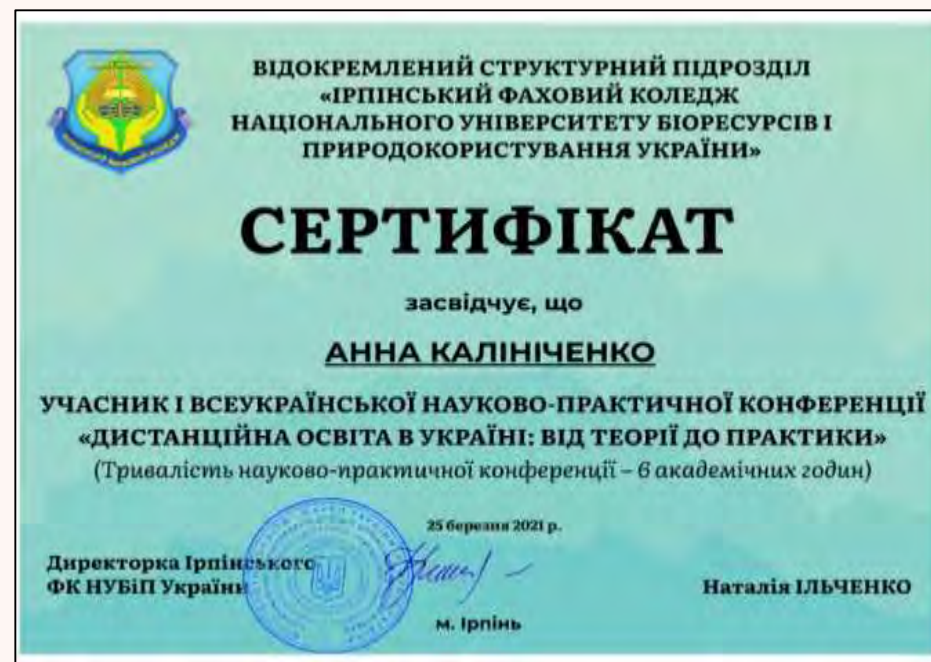 ВІДОКРЕМЛЕНИЙ СТРУКТУРНИЙ ПІДРОЗДІЛ
«ІРПІНСЬКИЙ ФАХОВИЙ КОЛЕДЖ
НАЦІОНАЛЬНОГО УНІВЕРСИТЕТУ БІОРЕСУРСІВ І
ПРИРОДОКОРИСТУВАННЯ УКРАЇНИ»
СЕРТИФІКАТ
засвідчує, що
АННА КАЛІНІЧЕНКО
УЧАСНИК І ВСЕУКРАЇНСЬКОЇ НАУКОВО-ПРАКТИЧНОЇ КОНФЕРЕНЦІЇ
«ДИСТАНЦІЙНА ОСВІТА В УКРАЇНІ: ВІД ТЕОРІЇ ДО ПРАКТИКИ»
(Тривалість науково-практичної конференції – 6 академічних годин)
25 березня 2021 р.
Директорка Ірпінського
ФК НУБіП України
Наталія ІЛЬЧЕНКО
м. Ірпінь